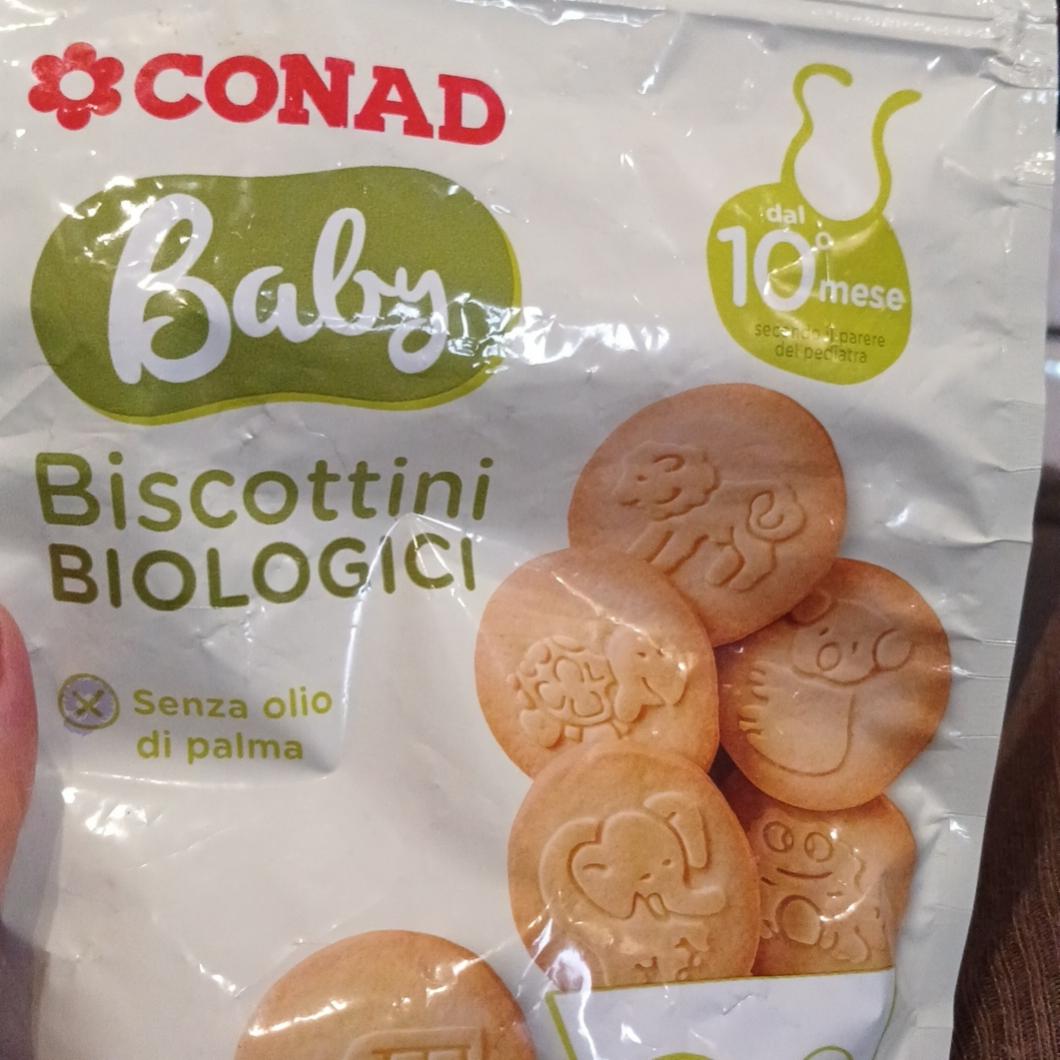 CONAD
Baby
dal
10° mese
secondo il parere
del pediatra
Biscottini
BIOLOGICI
Senza olio
di palma